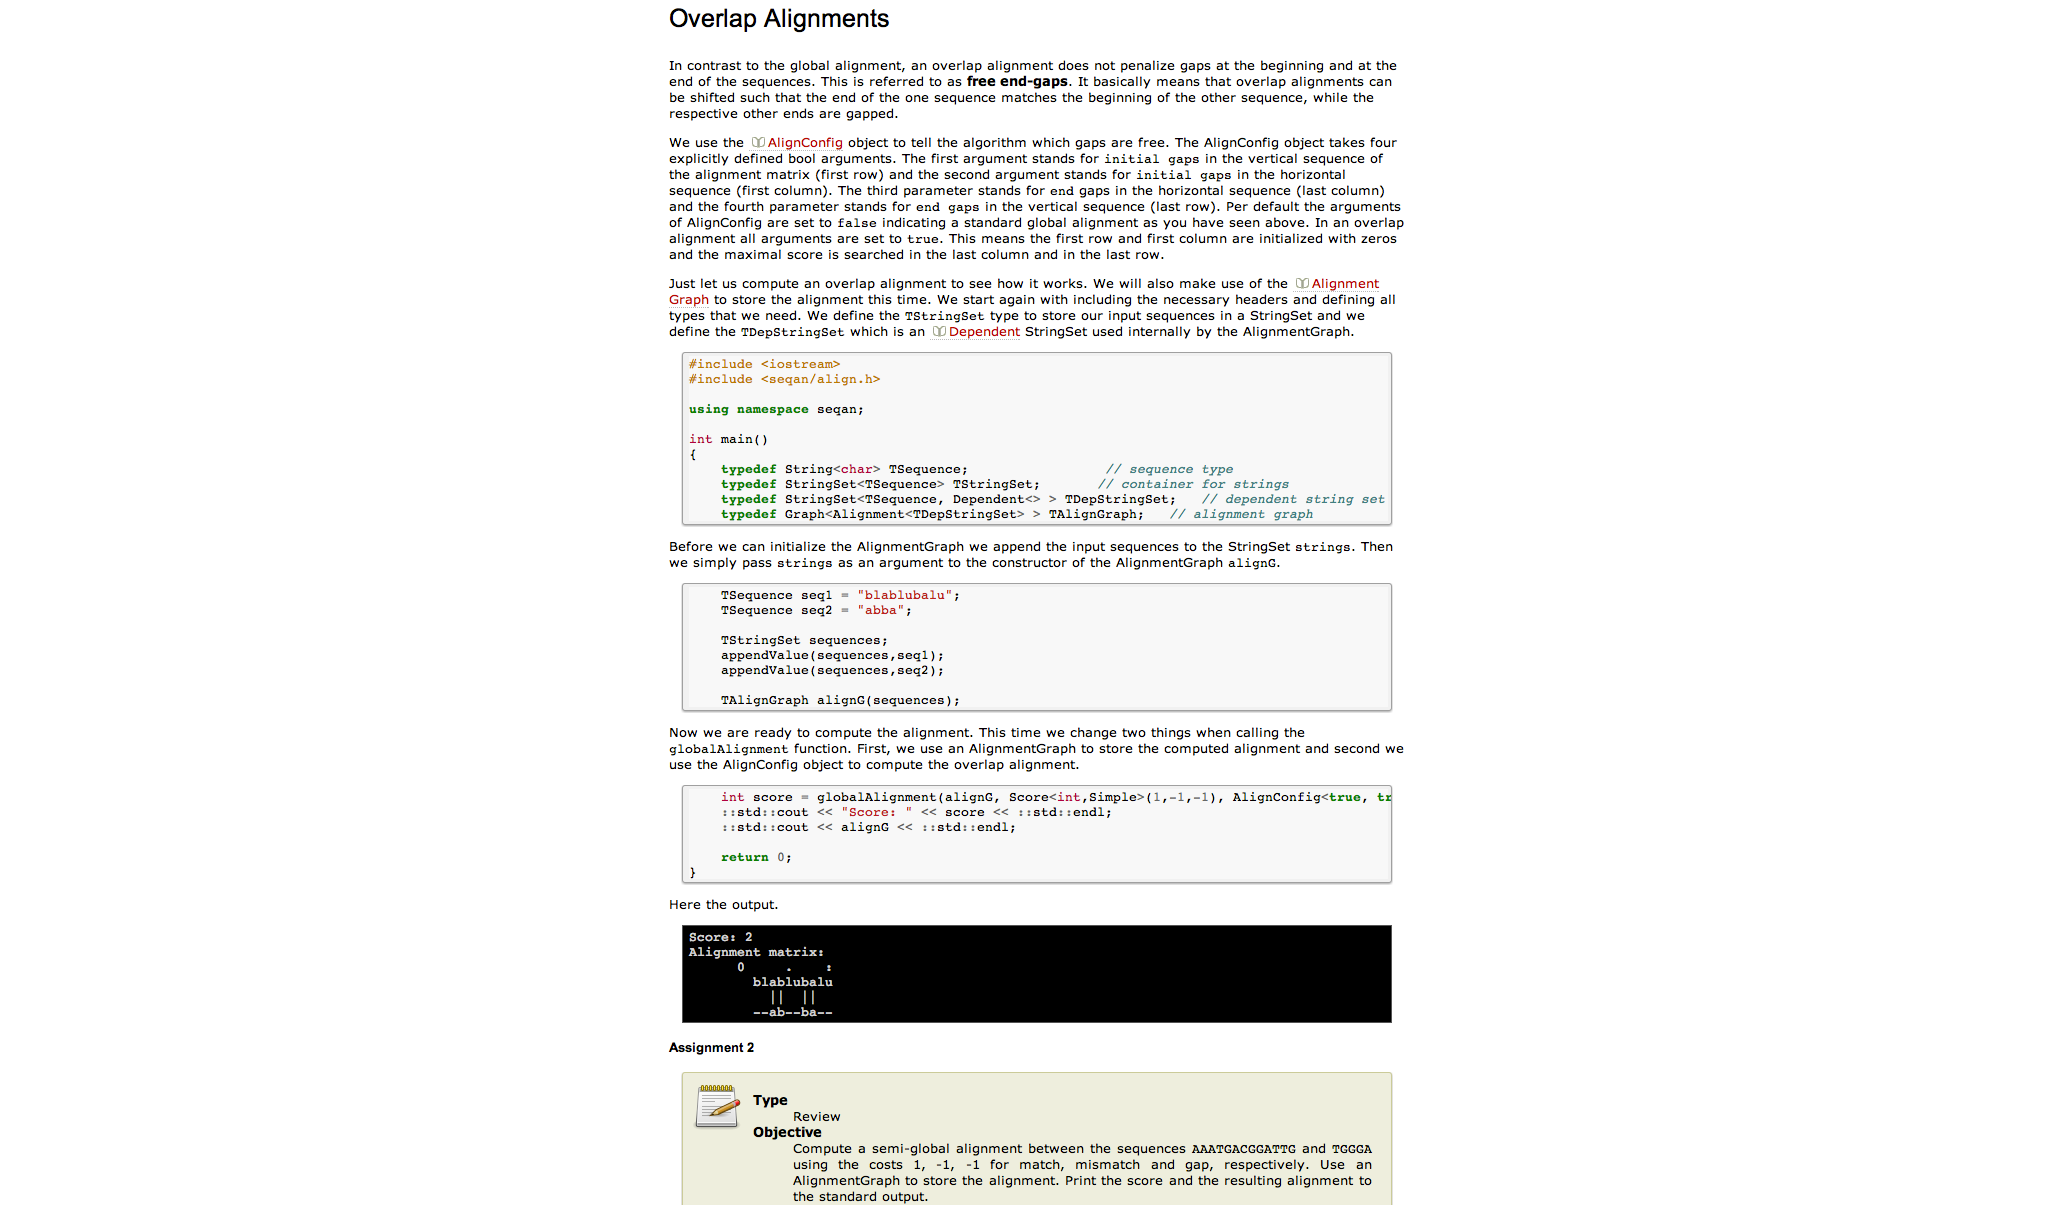 Overlap Alignments
In contrast to the global alignment, an overlap alignment does not penalize gaps at the beginning and at the
end of the sequences. This is referred to as free end-gaps. It basically means that overlap alignments can
be shifted such that the end of the one sequence matches the beginning of the other sequence, while the
respective other ends are gapped.
We use the AlignConfig object to tell the algorithm which gaps are free. The AlignConfig object takes four
explicitly defined bool arguments. The first argument stands for initial gaps in the vertical sequence of
the alignment matrix (first row) and the second argument stands for initial gaps in the horizontal
sequence (first column). The third parameter stands for end gaps in the horizontal sequence (last column)
and the fourth parameter stands for end gaps in the vertical sequence (last row). Per default the arguments
of AlignConfig are set to false indicating a standard global alignment as you have seen above. In an overlap
alignment all arguments are set to true. This means the first row and first column are initialized with zeros
and the maximal score is searched in the last column and in the last row.
Just let us compute an overlap alignment to see how it works. We will also make use of the Alignment
Graph to store the alignment this time. We start again with including the necessary headers and defining all
types that we need. We define the TStringSet type to store our input sequences in a StringSet and we
define the TDepStringSet which is an Dependent StringSet used internally by the AlignmentGraph.
#include <iostream>
#include <seqan/align.h>
using namespace seqan;
int main()
{
typedef String<char> TSequence; // sequence type
typedef StringSet<TSequence> TStringSet; // container for strings
typedef StringSet<TSequence, Dependent<> > TDepStringSet; // dependent string set
typedef Graph<Alignment<TDepStringSet> > TAlignGraph; // alignment graph
Before we can initialize the AlignmentGraph we append the input sequences to the StringSet strings. Then
we simply pass strings as an argument to the constructor of the AlignmentGraph alignG.
TSequence seq1 = "blablubalu";
TSequence seq2 = "abba";
TStringSet sequences;
appendValue(sequences,seq1);
appendValue(sequences,seq2);
TAlignGraph alignG(sequences);
Now we are ready to compute the alignment. This time we change two things when calling the
globalAlignment function. First, we use an AlignmentGraph to store the computed alignment and second we
use the AlignConfig object to compute the overlap alignment.
int score = globalAlignment(alignG, Score<int,Simple>(1,-1,-1), AlignConfig<true, tr
::std::cout << "Score: " << score << ::std::endl;
::std::cout << alignG << ::std::endl;
return 0;
}
Here the output.
Score: 2
Alignment matrix:
0 . :
blablubalu
|| ||
--ab--ba--
Assignment 2
Type
Review
Objective
Compute a semi-global alignment between the sequences AAATGACGGATTG and TGGGA
using the costs 1, -1, -1 for match, mismatch and gap, respectively. Use an
AlignmentGraph to store the alignment. Print the score and the resulting alignment to
the standard output.